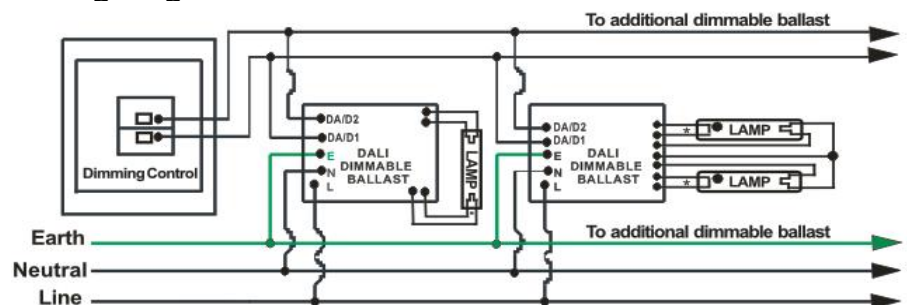 To additional dimmable ballast
DA/D2
DA/D1
E
N
L
DALI
DIMMABLE
BALLAST
LAMP
*
DA/D2
DA/D1
E
N
L
DALI
DIMMABLE
BALLAST
* LAMP
* LAMP
Dimming Control
Earth
To additional dimmable ballast
Neutral
Line